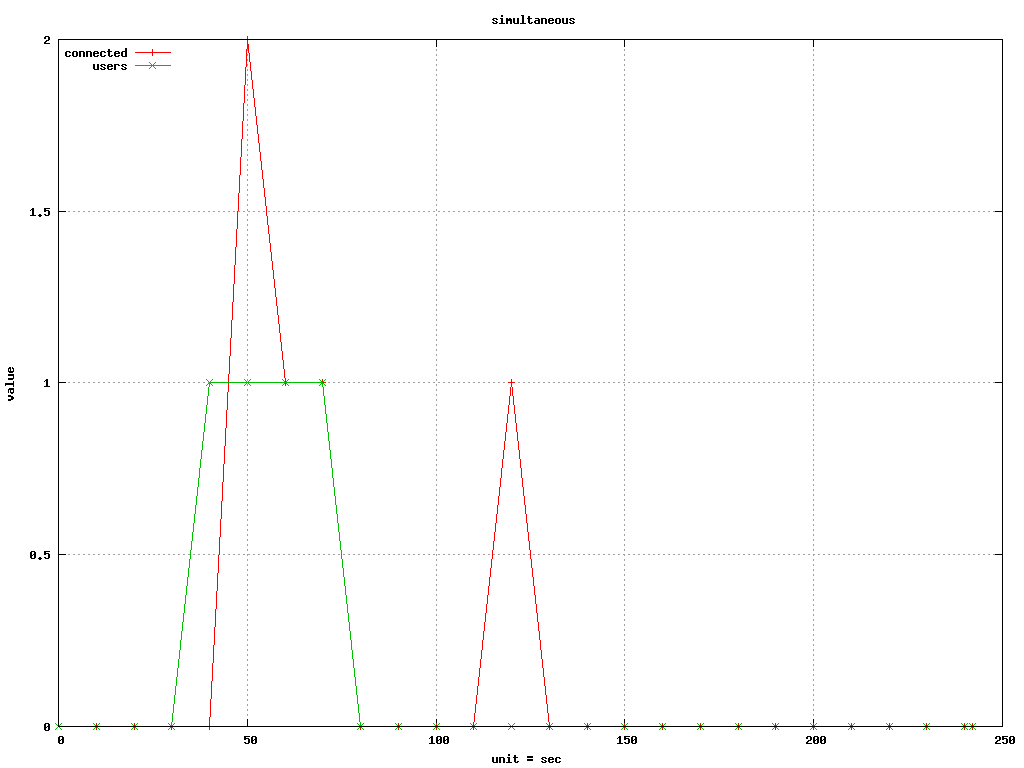 simultaneous
connected
users
2
1.5
1
0.5
0
value
0 50 100 150 200 250
unit = sec